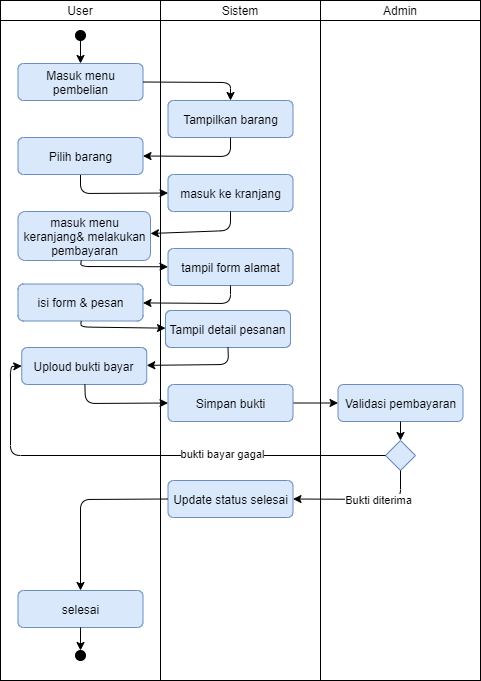 User
Sistem
Admin
Masuk menu
pembelian
Tampilkan barang
Pilih barang
masuk ke kranjang
masuk menu
keranjang& melakukan
pembayaran
tampil form alamat
isi form & pesan
Tampil detail pesanan
Uploud bukti bayar
Simpan bukti
Validasi pembayaran
bukti bayar gagal
Update status selesai
Bukti diterima
selesai